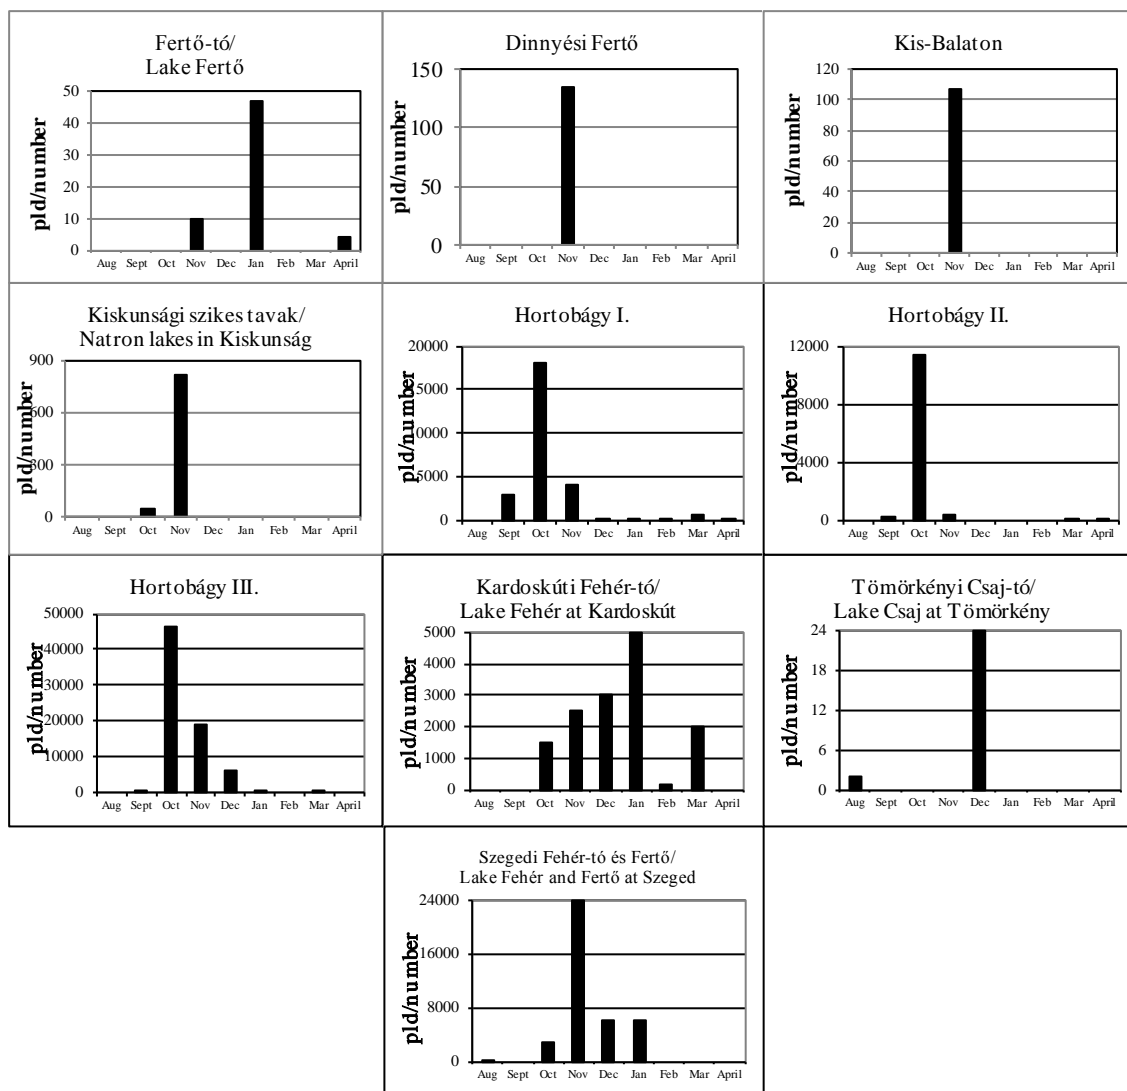 Fertő-tó/
Lake Fertő
pld/number
50
40
30
20
10
0
Aug Sept Oct Nov Dec Jan Feb Mar April
Dinnyési Fertő
pld/number
150
100
50
0
Aug Sept Oct Nov Dec Jan Feb Mar April
Kis-Balaton
pld/number
120
100
80
60
40
20
0
Aug Sept Oct Nov Dec Jan Feb Mar April
Kiskunsági szikes tavak/
Natron lakes in Kiskunság
pld/number
900
600
300
0
Aug Sept Oct Nov Dec Jan Feb Mar April
Hortobágy I.
pld/number
20000
15000
10000
5000
0
Aug Sept Oct Nov Dec Jan Feb Mar April
Hortobágy II.
pld/number
12000
8000
4000
0
Aug Sept Oct Nov Dec Jan Feb Mar April
Hortobágy III.
pld/number
50000
40000
30000
20000
10000
0
Aug Sept Oct Nov Dec Jan Feb Mar April
Kardoskúti Fehér-tó/
Lake Fehér at Kardoskút
pld/number
5000
4000
3000
2000
1000
0
Aug Sept Oct Nov Dec Jan Feb Mar April
Tömörkényi Csaj-tó/
Lake Csaj at Tömörkény
pld/number
24
18
12
6
0
Aug Sept Oct Nov Dec Jan Feb Mar April
Szegedi Fehér-tó és Fertő/
Lake Fehér and Fertő at Szeged
pld/number
24000
16000
8000
0
Aug Sept Oct Nov Dec Jan Feb Mar April